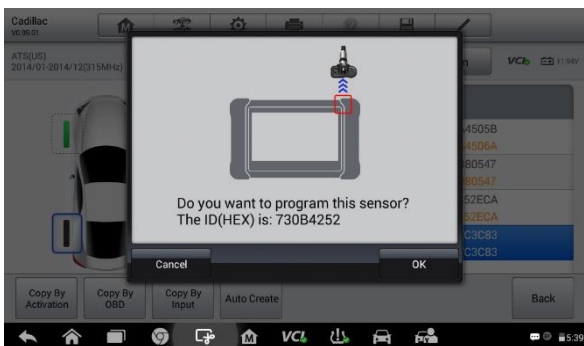 Cadillac
V0.95.01
ATS(US)
2014/01-2014/12(315MHz)
VCI
11.94V
4505B
4506A
80547
80547
52ECA
52ECA
C3C83
C3C83
Do you want to program this sensor?
The ID(HEX) is: 730B4252
Cancel
OK
Copy By
Activation
Copy By
OBD
Copy By
Input
Auto Create
Back
VCI
5:39